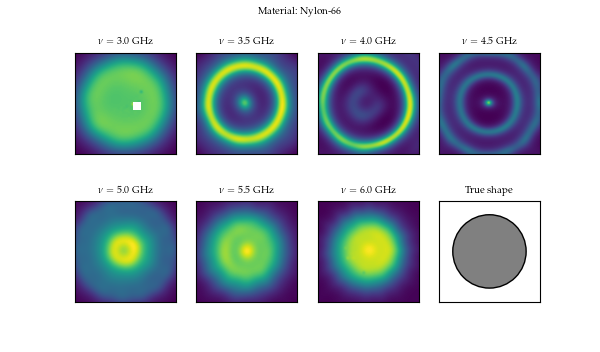 Material: Nylon-66
ν = 3.0 GHz
ν = 3.5 GHz
ν = 4.0 GHz
ν = 4.5 GHz
ν = 5.0 GHz
ν = 5.5 GHz
ν = 6.0 GHz
True shape